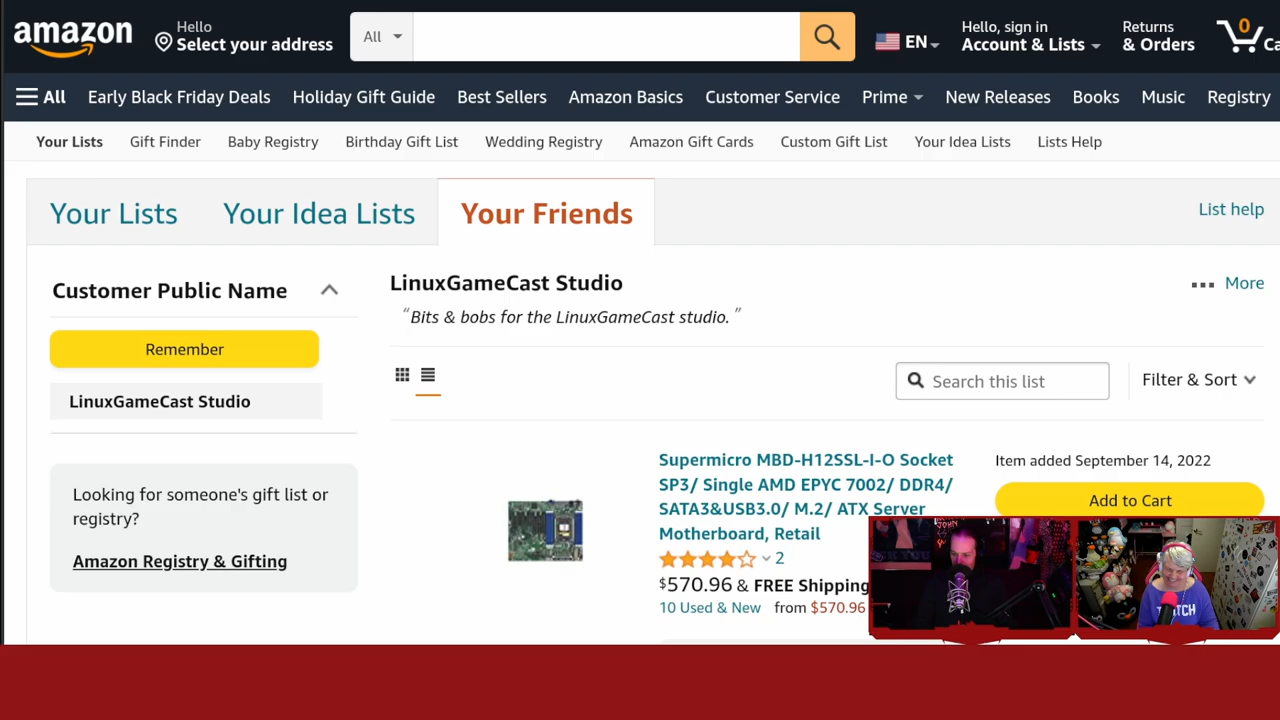 amazon
Hello
Select your address
All
EN
Hello, sign in
Account & Lists
Returns
& Orders
0
All
Early Black Friday Deals
Holiday Gift Guide
Best Sellers
Amazon Basics
Customer Service
Prime
New Releases
Books
Music
Registry
Your Lists
Gift Finder
Baby Registry
Birthday Gift List
Wedding Registry
Amazon Gift Cards
Custom Gift List
Your Idea Lists
Lists Help
Your Lists
Your Idea Lists
Your Friends
List help
Customer Public Name
Remember
LinuxGameCast Studio
Looking for someone's gift list or
registry?
Amazon Registry & Gifting
LinuxGameCast Studio
“Bits & bobs for the LinuxGameCast studio. ”
More
Search this list
Filter & Sort
Supermicro MBD-H12SSL-I-O Socket
SP3/ Single AMD EPYC 7002/ DDR4/
SATA3&USB3.0/ M.2/ ATX Server
Motherboard, Retail
2
$570.96 & FREE Shipping
10 Used & New from $570.96
Item added September 14, 2022
Add to Cart